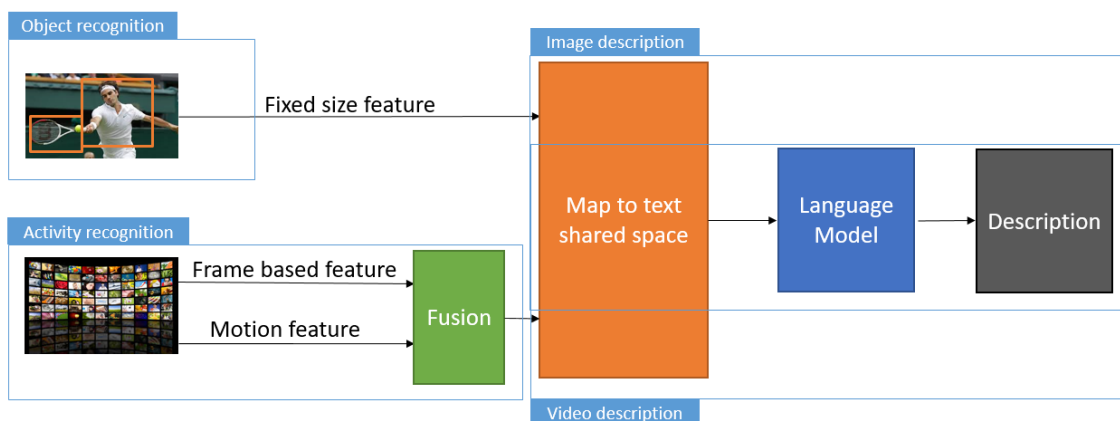 Object recognition
Image description
Fixed size feature
Map to text
shared space
Language
Model
Description
Activity recognition
Frame based feature
Motion feature
Fusion
Video description